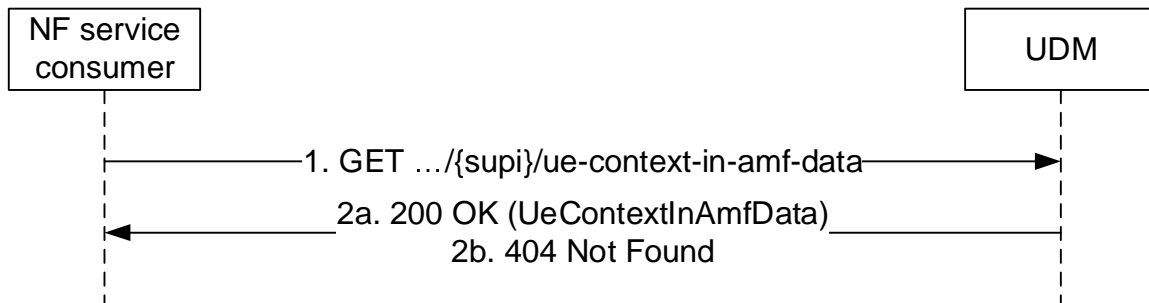 NF service
consumer
UDM
1. GET …/{supi}/ue-context-in-amf-data
2a. 200 OK (UeContextInAmfData)
2b. 404 Not Found